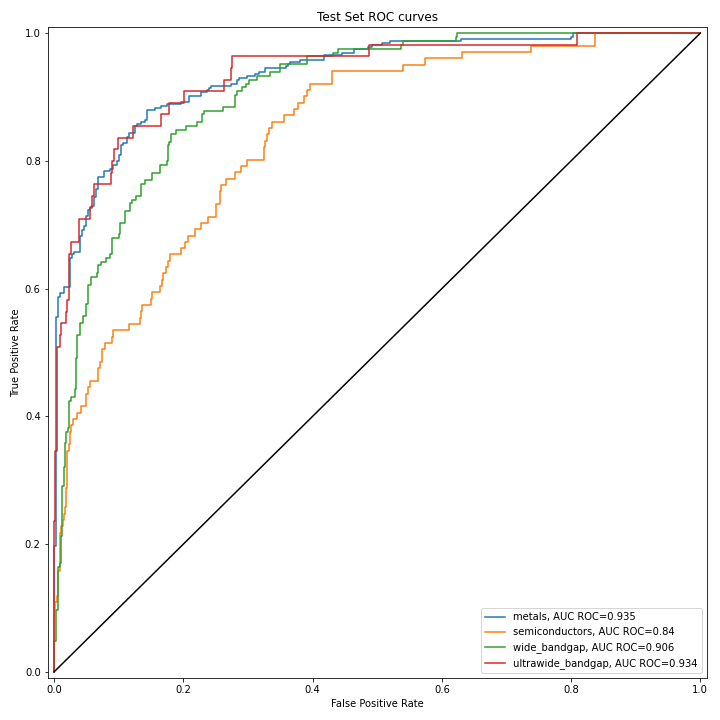 Test Set ROC curves
1.0
0.8
0.6
0.4
0.2
0.0
True Positive Rate
metals, AUC ROC=0.935
semiconductors, AUC ROC=0.84
wide_bandgap, AUC ROC=0.906
ultrawide_bandgap, AUC ROC=0.934
0.0 0.2 0.4 0.6 0.8 1.0
False Positive Rate